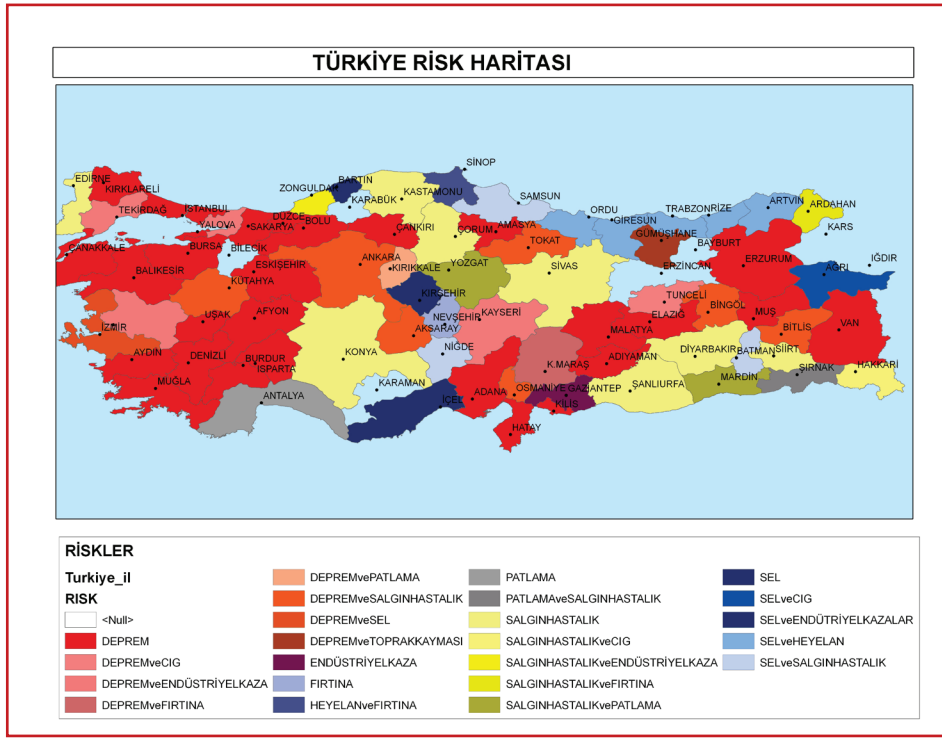 TÜRKİYE RİSK HARİTASI
SİNOP
EDİRNE
KIRKLARELİ
ZONGULDAP
BARTIN
KARABÜK
KASTAMONU
SAMSUN
ARTVİN
ARDAHAN
TEKİRDAĞ
İSTANBUL
DÜZCE
BOLU
ORDU
GİRESUN
TRABZONRİZE
KARS
YALOVA
SAKARYA
ÇANKIRI
ÇORUM
AMASYA
TOKAT
GÜMÜŞHANE
BAYBURT
ÇANAKKALE
BURSA
BİLECİK
ANKARA
KIRIKKALE
YOZGAT
SİVAS
ERZİNCAN
ERZURUM
IĞDIR
AĞRI
BALIKESİR
ESKİŞEHİR
KÜTAHYA
KIRŞEHİR
TUNCELİ
BİNGÖL
UŞAK
AFYON
NEVŞEHİR
KAYSERİ
ELAZIĞ
MUŞ
İZMİR
AKSARAY
MALATYA
BİTLİS
VAN
AYDIN
DENİZLİ
BURDUR
ISPARTA
KONYA
NİĞDE
K.MARAŞ
ADIYAMAN
DİYARBAKIR
BATMAN
SİİRT
ŞIRNAK
HAKKARİ
MUĞLA
ANTALYA
KARAMAN
İÇEL
ADANA
OSMANİYE
GAZİANTEP
ŞANLIURFA
MARDİN
KİLİS
HATAY
RİSKLER
Turkiye_il
RISK
<Null>
DEPREM
DEPREMveCIG
DEPREMveENDÜSTRİYELKAZA
DEPREMveFIRTINA
DEPREMvePATLAMA
DEPREMveSALGINHASTALIK
DEPREMveSEL
DEPREMveTOPRAKKAYMASI
ENDÜSTRİYELKAZA
FIRTINA
HEYELANveFIRTINA
PATLAMA
PATLAMAveSALGINHASTALIK
SALGINHASTALIK
SALGINHASTALIKveCIG
SALGINHASTALIKveENDÜSTRİYELKAZA
SALGINHASTALIKveFIRTINA
SALGINHASTALIKvePATLAMA
SEL
SELveCIG
SELveENDÜTRİYELKAZALAR
SELveHEYELAN
SELveSALGINHASTALIK